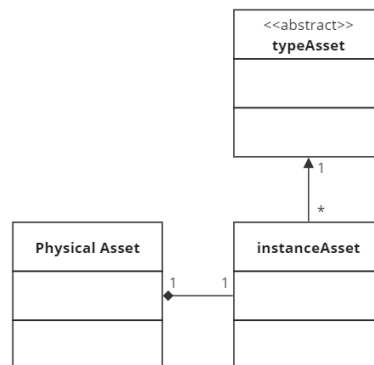 <<abstract>>
typeAsset
1
*
Physical Asset
instanceAsset
1
1